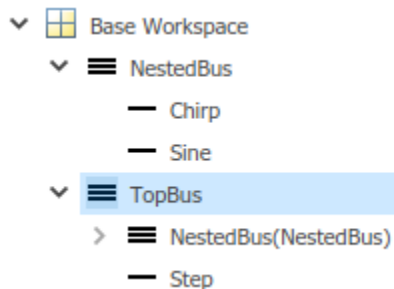 Base Workspace
NestedBus
Chirp
Sine
TopBus
NestedBus(NestedBus)
Step